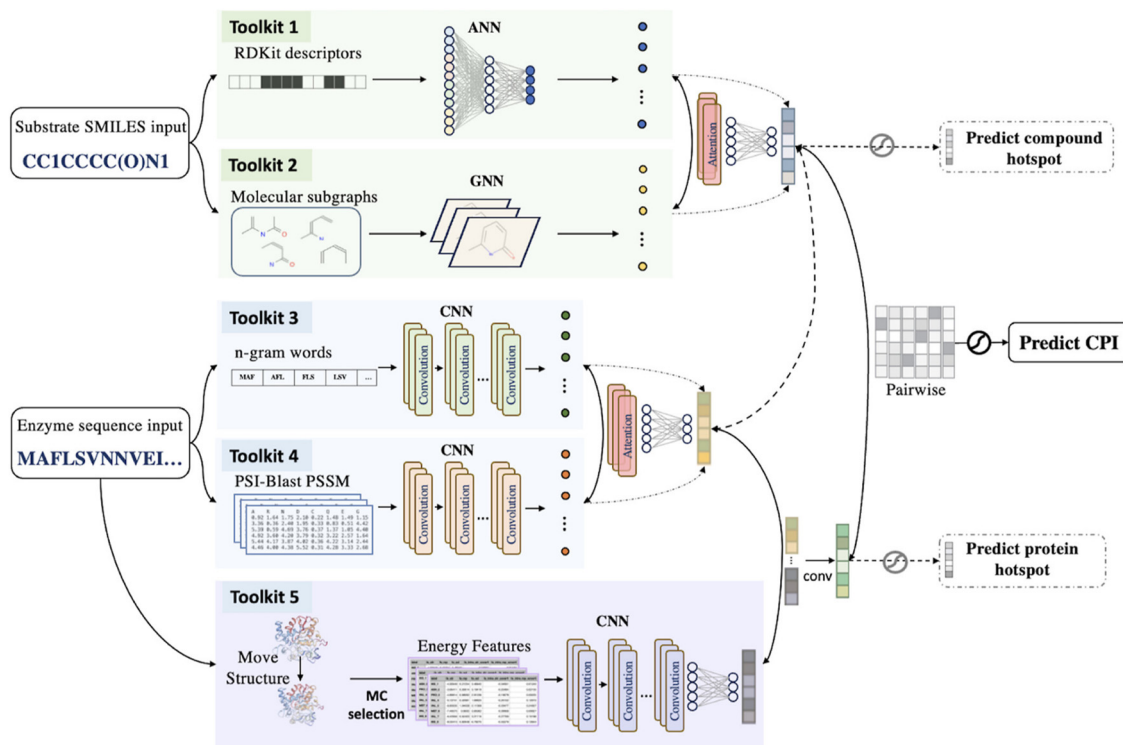 Toolkit 1
RDKit descriptors
ANN
Substrate SMILES input
CC1CCCC(O)N1
Toolkit 2
Molecular subgraphs
GNN
N
O
N
N
O
Attention
Predict compound
hotspot
Toolkit 3
n-gram words
MAF AFL FLS LSV ...
CNN
Convolution
Convolution
...
Convolution
Enzyme sequence input
MAFLSVNNVEI...
Toolkit 4
PSI-Blast PSSM
CNN
Convolution
Convolution
...
Convolution
Attention
Pairwise
Predict CPI
conv
Predict protein
hotspot
Toolkit 5
Move
Structure
MC
selection
Energy Features
CNN
Convolution
Convolution
...
Convolution